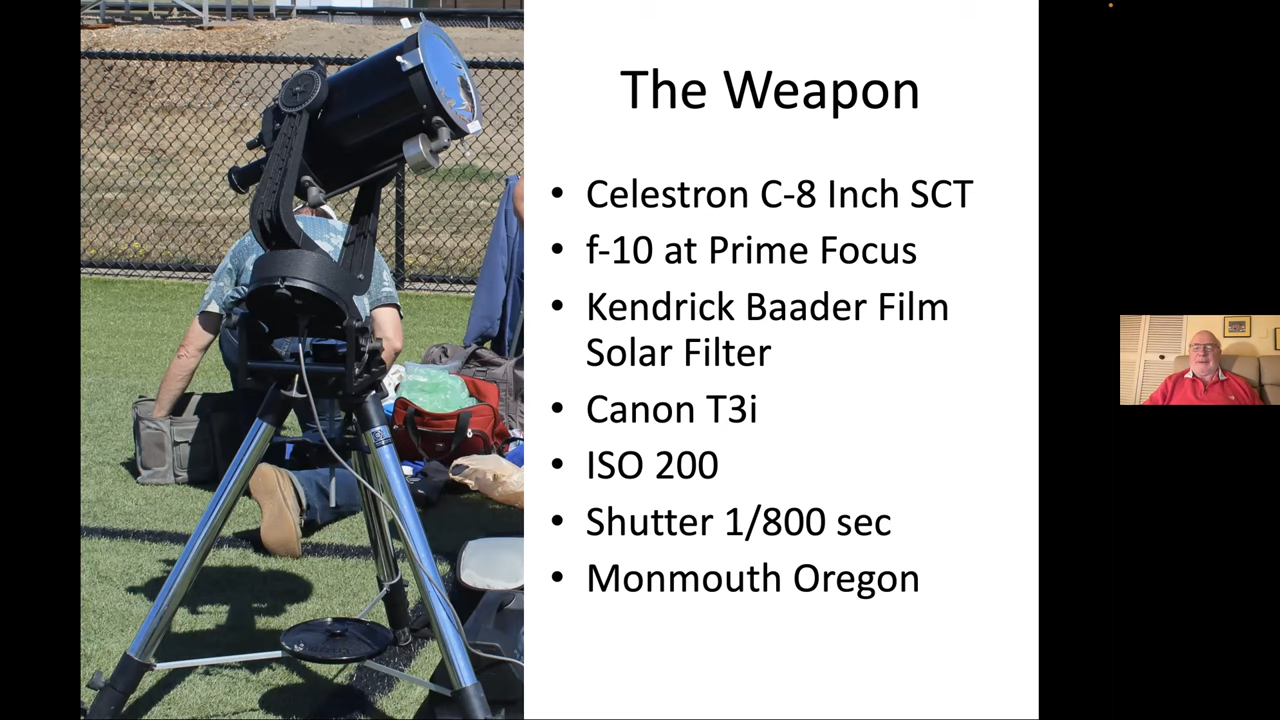 The Weapon
• Celestron C-8 Inch SCT
• f-10 at Prime Focus
• Kendrick Baader Film
Solar Filter
• Canon T3i
• ISO 200
• Shutter 1/800 sec
• Monmouth Oregon